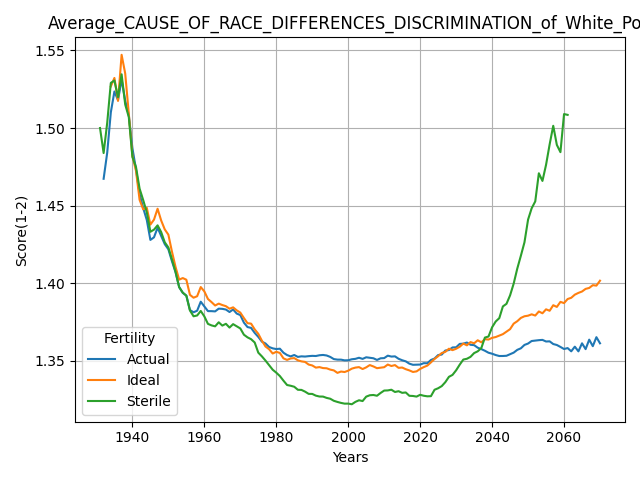 Average_CAUSE_OF_RACE_DIFFERENCES_DISCRIMINATION_of_White_Po
1.55
1.50
1.45
1.40
1.35
Score(1-2)
Fertility
Actual
Ideal
Sterile
1940 1960 1980 2000 2020 2040 2060
Years